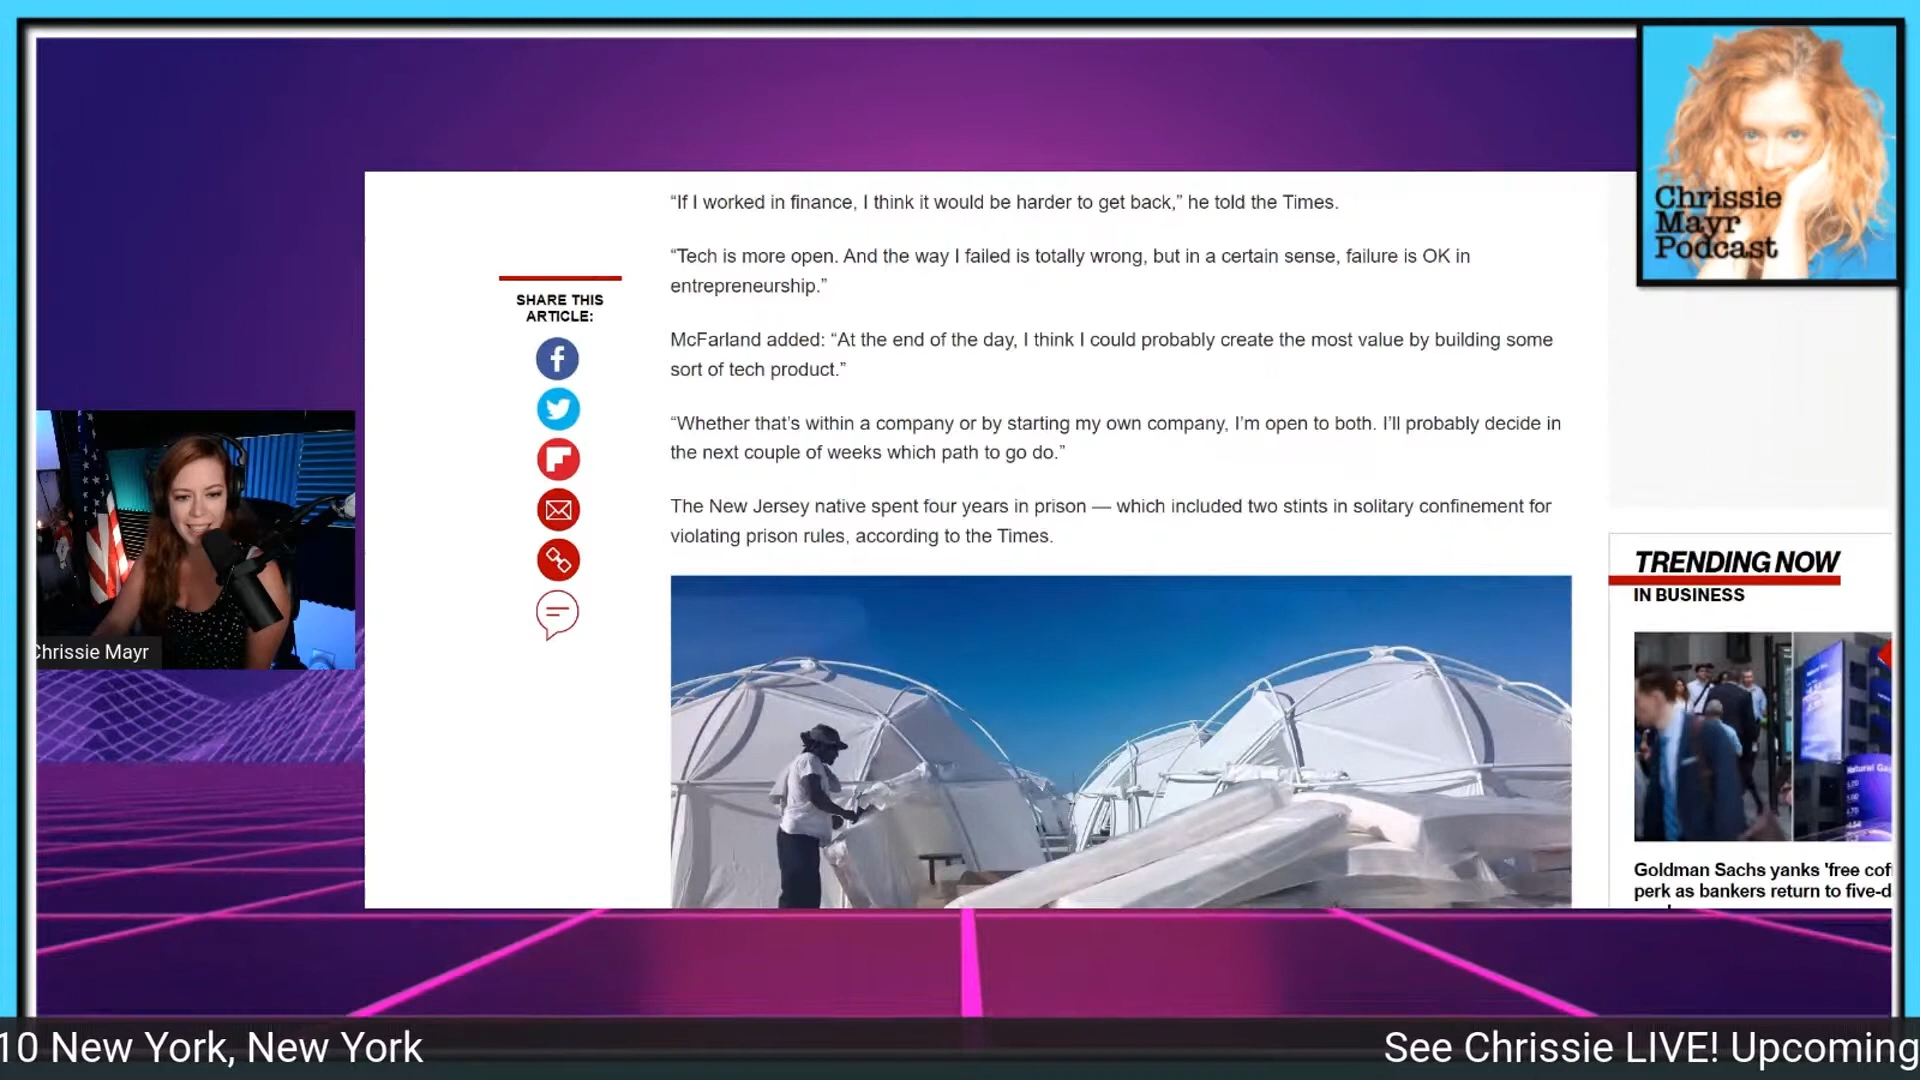 Chrissie
Mayr
Podcast
“If I worked in finance, I think it would be harder to get back,” he told the Times.
“Tech is more open. And the way I failed is totally wrong, but in a certain sense, failure is OK in
entrepreneurship.”
SHARE THIS
ARTICLE:
McFarland added: “At the end of the day, I think I could probably create the most value by building some
sort of tech product.”
“Whether that’s within a company or by starting my own company, I’m open to both. I’ll probably decide in
the next couple of weeks which path to go do.”
The New Jersey native spent four years in prison — which included two stints in solitary confinement for
violating prison rules, according to the Times.
Chrissie Mayr
TRENDING NOW
IN BUSINESS
Goldman Sachs yanks 'free cof
perk as bankers return to five-d
10 New York, New York
See Chrissie LIVE! Upcoming